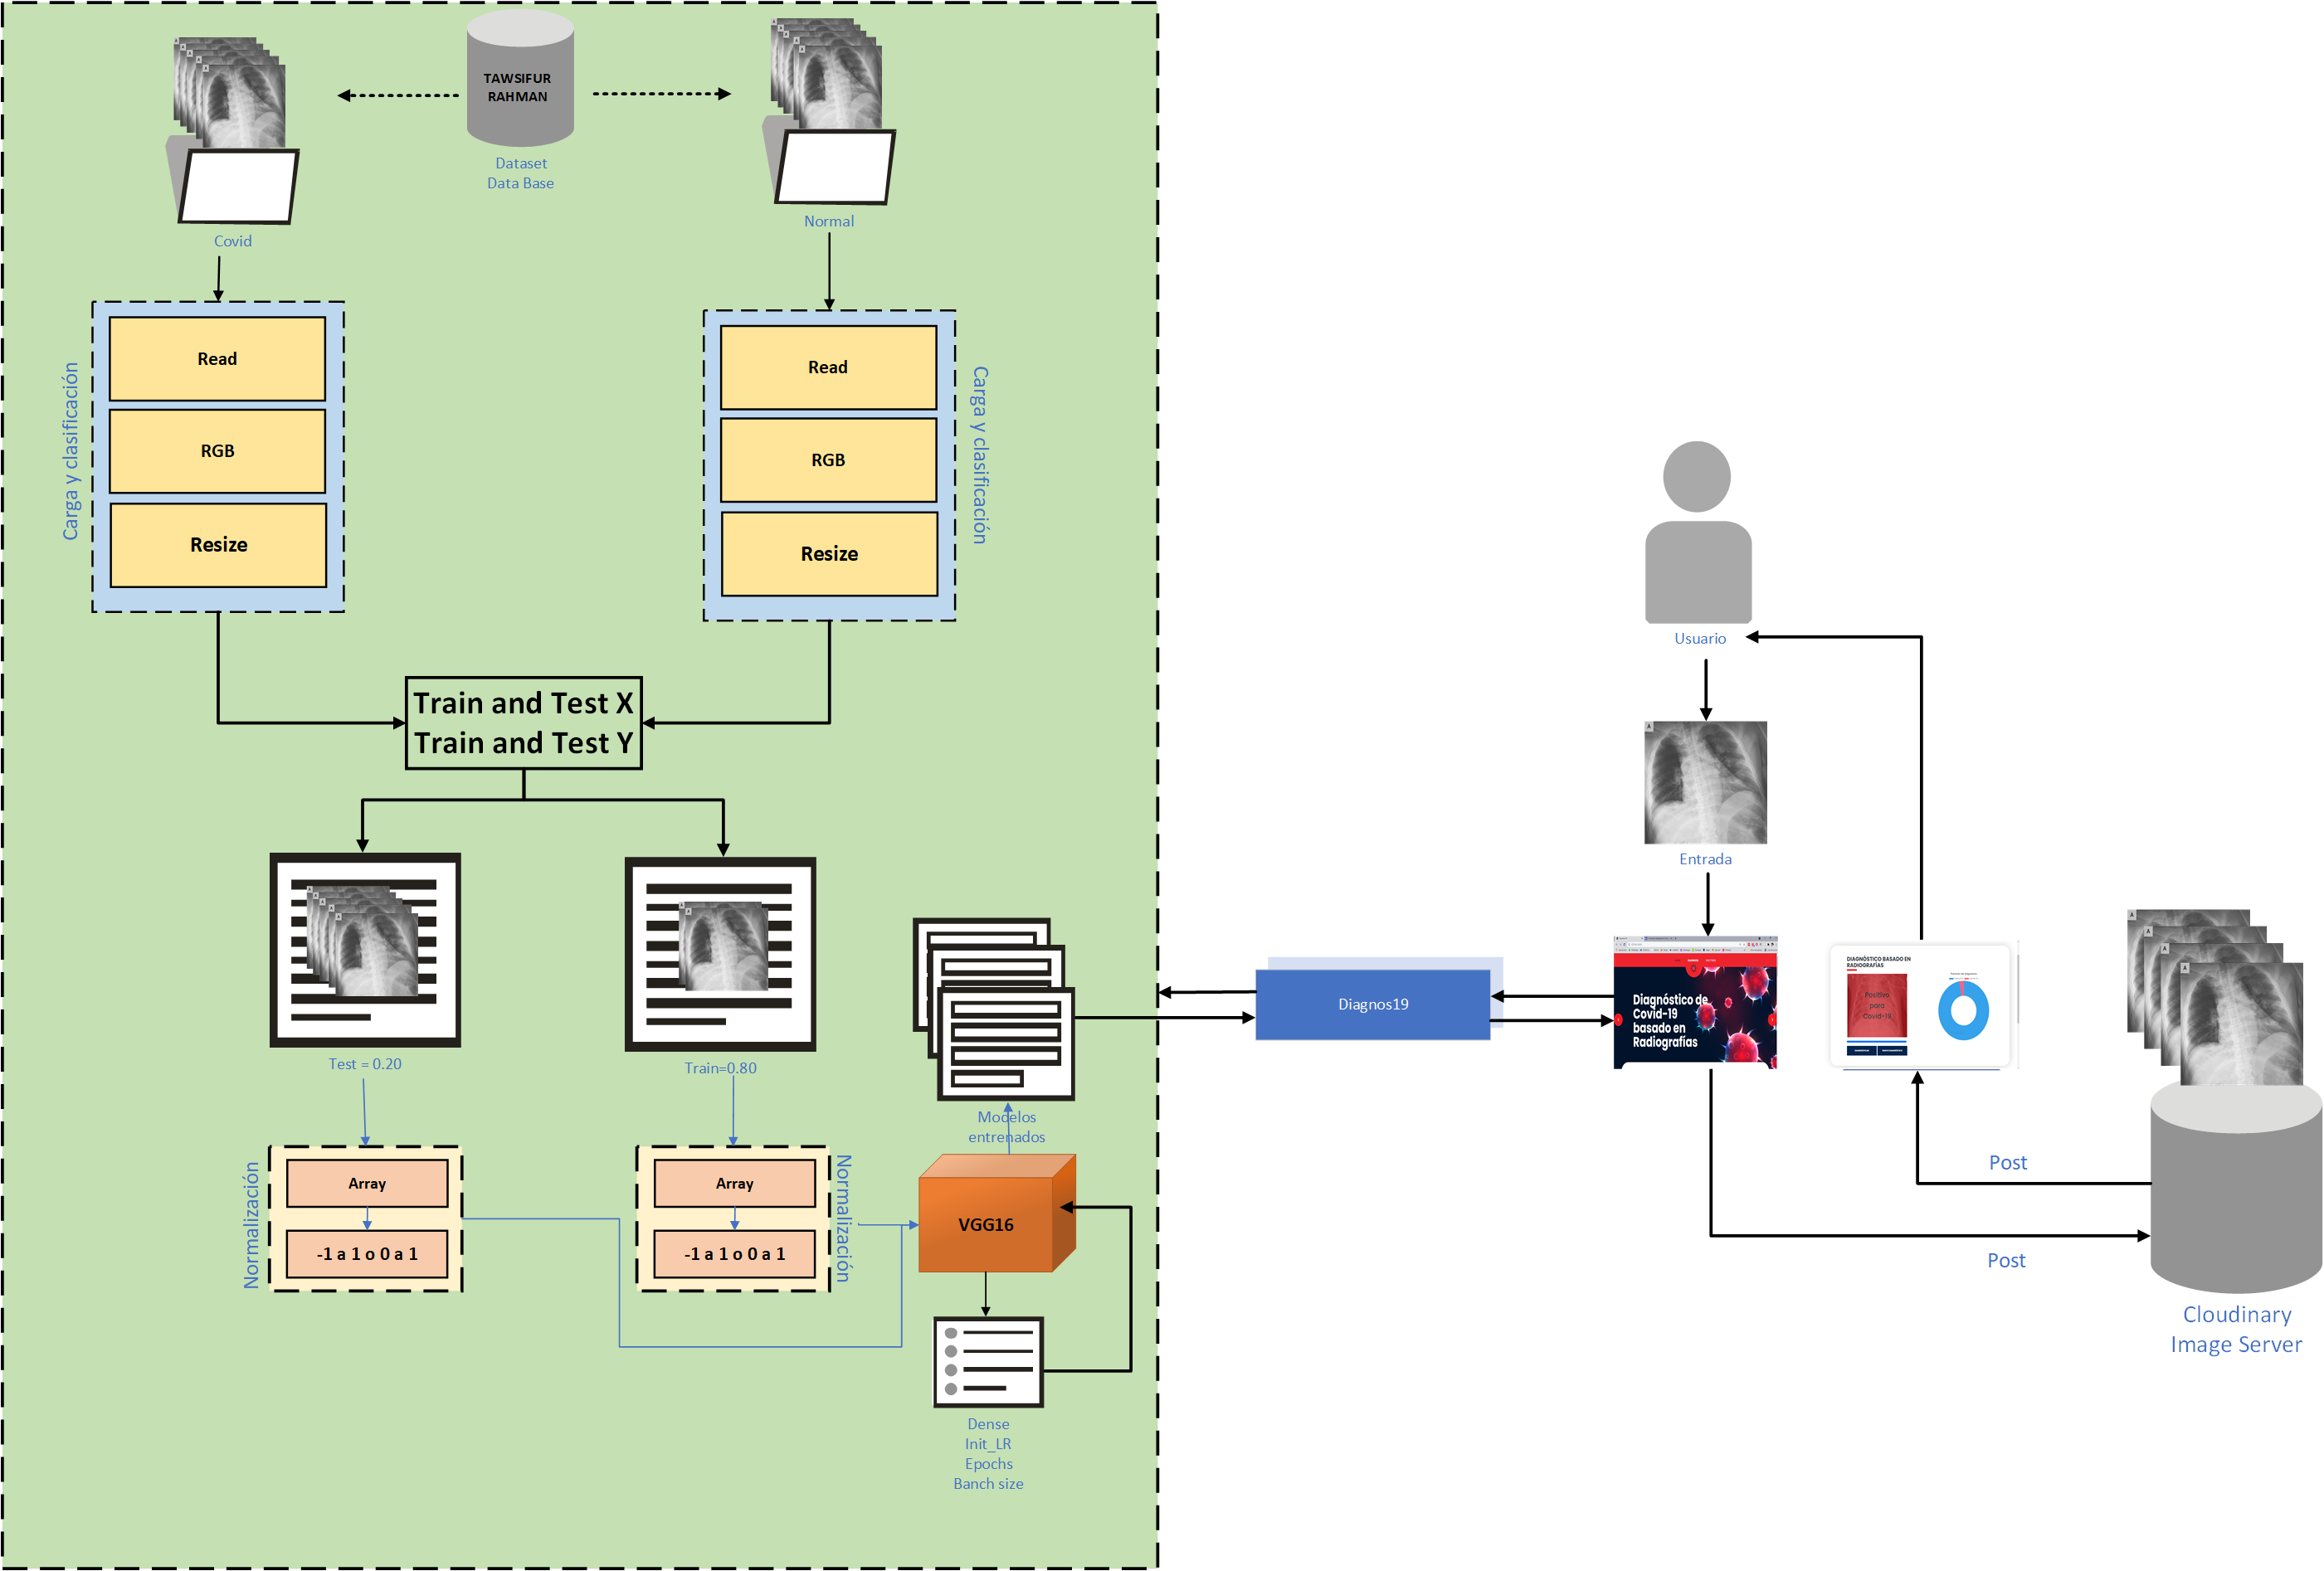 TAWSIFUR
RAHMAN
Dataset
Data Base
Covid
Normal
Carga y clasificación
Read
RGB
Resize
Read
RGB
Resize
Carga y clasificación
Train and Test X
Train and Test Y
Test = 0.20
Train=0.80
Normalización
Array
-1 a 1 o 0 a 1
Array
-1 a 1 o 0 a 1
Normalización
Modelos
entrenados
VGG16
Dense
Init_LR
Epochs
Banch size
Diagnos19
Usuario
Entrada
Diagnóstico de
Covid-19
basado en
Radiografías
DIAGNÓSTICO BASADO EN
RADIOGRAFÍAS
Positivo
para
Covid-19
Post
Post
Cloudinary
Image Server